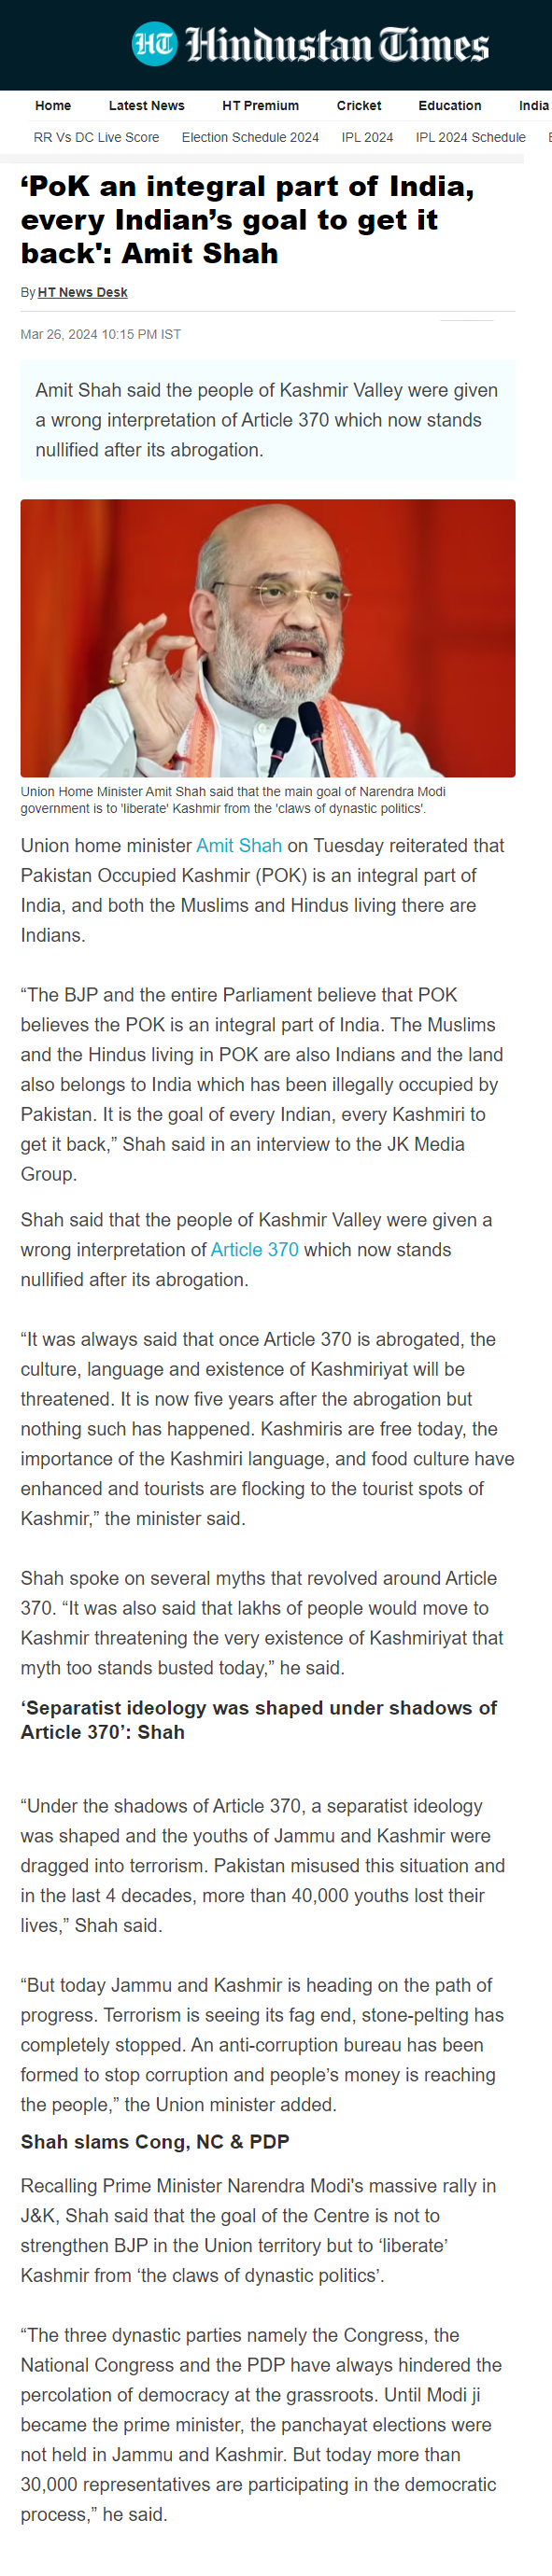 HT Hindustan Times
Home Latest News HT Premium Cricket Education India
RR Vs DC Live Score Election Schedule 2024 IPL 2024 IPL 2024 Schedule
‘PoK an integral part of India,
every Indian’s goal to get it
back': Amit Shah
By HT News Desk
Mar 26, 2024 10:15 PM IST
Amit Shah said the people of Kashmir Valley were given
a wrong interpretation of Article 370 which now stands
nullified after its abrogation.
Union Home Minister Amit Shah said that the main goal of Narendra Modi
government is to 'liberate' Kashmir from the 'claws of dynastic politics'.
Union home minister Amit Shah on Tuesday reiterated that
Pakistan Occupied Kashmir (POK) is an integral part of
India, and both the Muslims and Hindus living there are
Indians.
“The BJP and the entire Parliament believe that POK
believes the POK is an integral part of India. The Muslims
and the Hindus living in POK are also Indians and the land
also belongs to India which has been illegally occupied by
Pakistan. It is the goal of every Indian, every Kashmiri to
get it back,” Shah said in an interview to the JK Media
Group.
Shah said that the people of Kashmir Valley were given a
wrong interpretation of Article 370 which now stands
nullified after its abrogation.
“It was always said that once Article 370 is abrogated, the
culture, language and existence of Kashmiriyat will be
threatened. It is now five years after the abrogation but
nothing such has happened. Kashmiris are free today, the
importance of the Kashmiri language, and food culture have
enhanced and tourists are flocking to the tourist spots of
Kashmir,” the minister said.
Shah spoke on several myths that revolved around Article
370. “It was also said that lakhs of people would move to
Kashmir threatening the very existence of Kashmiriyat that
myth too stands busted today,” he said.
‘Separatist ideology was shaped under shadows of
Article 370’: Shah
“Under the shadows of Article 370, a separatist ideology
was shaped and the youths of Jammu and Kashmir were
dragged into terrorism. Pakistan misused this situation and
in the last 4 decades, more than 40,000 youths lost their
lives,” Shah said.
“But today Jammu and Kashmir is heading on the path of
progress. Terrorism is seeing its fag end, stone-pelting has
completely stopped. An anti-corruption bureau has been
formed to stop corruption and people’s money is reaching
the people,” the Union minister added.
Shah slams Cong, NC & PDP
Recalling Prime Minister Narendra Modi's massive rally in
J&K, Shah said that the goal of the Centre is not to
strengthen BJP in the Union territory but to ‘liberate’
Kashmir from ‘the claws of dynastic politics’.
“The three dynastic parties namely the Congress, the
National Congress and the PDP have always hindered the
percolation of democracy at the grassroots. Until Modi ji
became the prime minister, the panchayat elections were
not held in Jammu and Kashmir. But today more than
30,000 representatives are participating in the democratic
process,” he said.